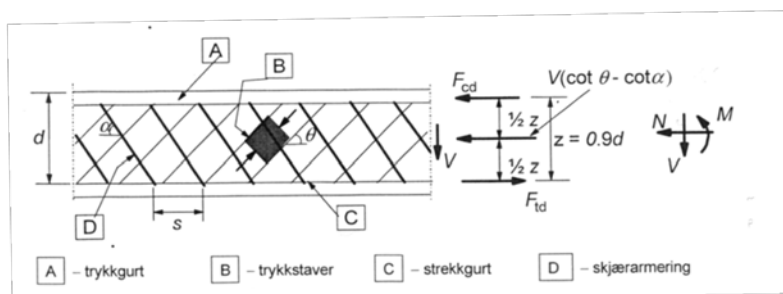 A
B
F_cd
V(cot θ - cotα)
α
d
θ
½ z
z = 0.9d
½ z
V
N
M
V
F_td
D
s
C
A – trykkgurt
B – trykkstaver
C – strekkgurt
D – skjærarmering